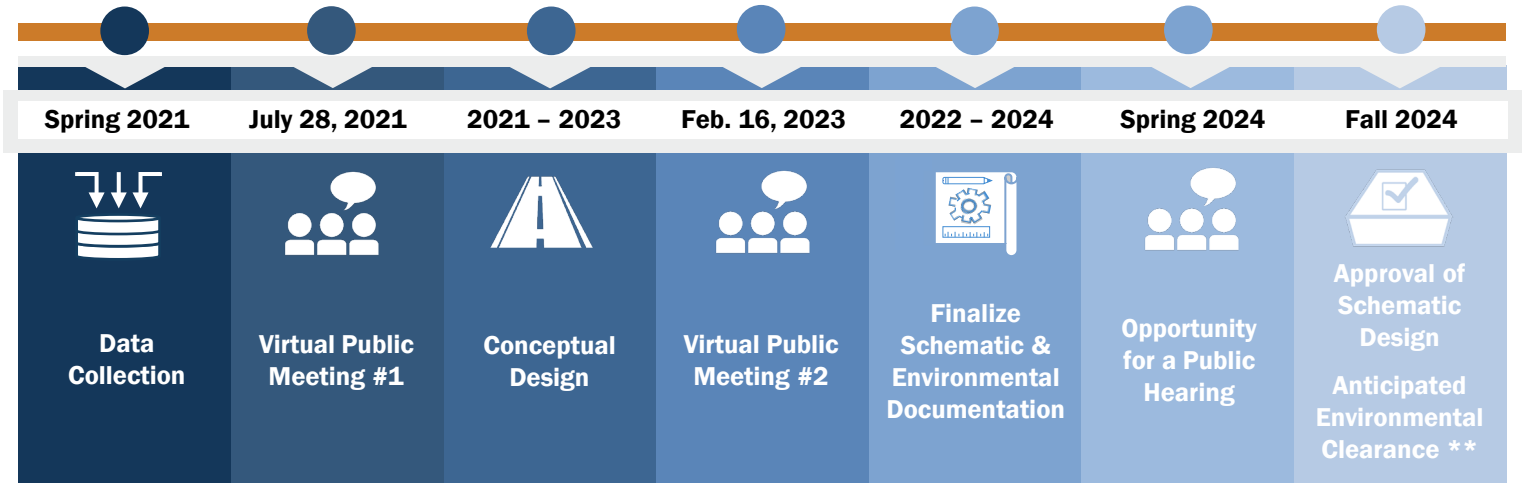 Spring 2021
July 28, 2021
2021 – 2023
Feb. 16, 2023
2022 – 2024
Spring 2024
Fall 2024
Data
Collection
Virtual Public
Meeting #1
Conceptual
Design
Virtual Public
Meeting #2
Finalize
Schematic &
Environmental
Documentation
Opportunity
for a Public
Hearing
Approval of
Schematic
Design
Anticipated
Environmental
Clearance **